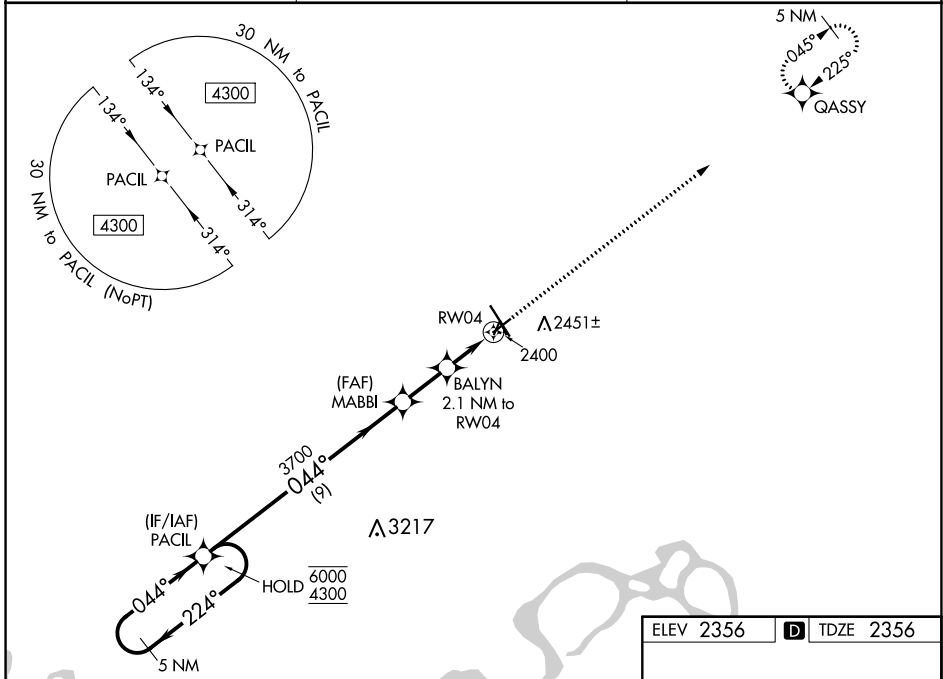 30 NM to PACIL
134°
4300
PACIL
314°
134°
PACIL
4300
314°
30 NM to PACIL (NoPT)
5 NM
045°
225°
QASSY
RW04
2451±
2400
(FAF)
MABBI
BALYN
2.1 NM to
RW04
3700
044°
(9)
(IF/IAF)
PACIL
3217
HOLD 6000
4300
044°
224°
5 NM
ELEV 2356 D TDZE 2356